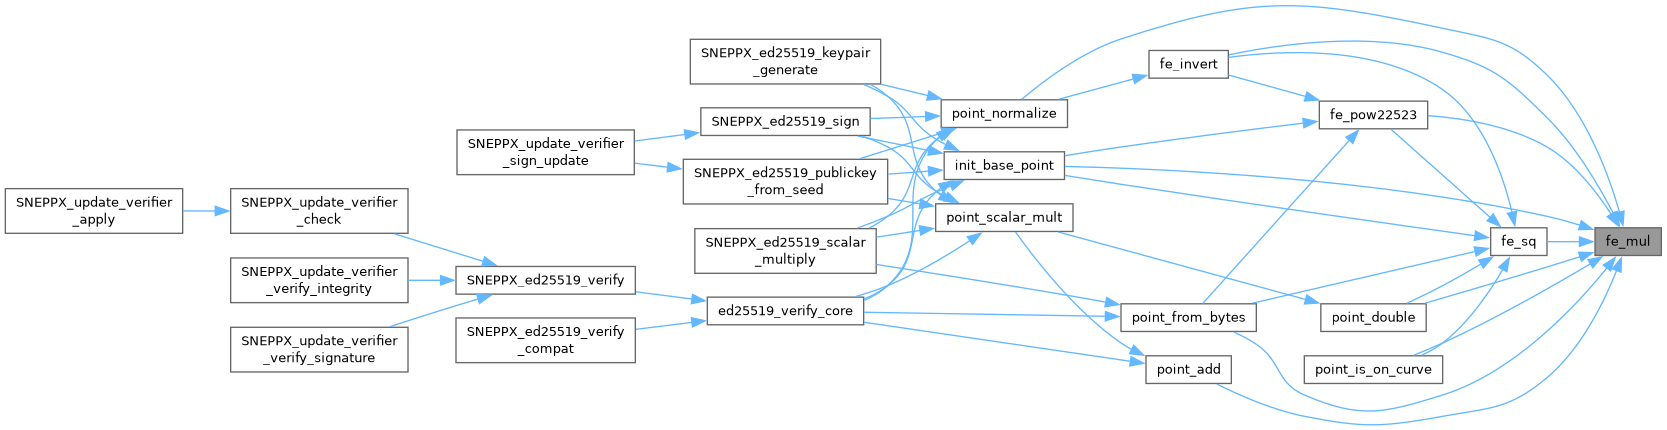 SNEPPX_update_verifier
_apply
SNEPPX_update_verifier
_check
SNEPPX_update_verifier
_verify_integrity
SNEPPX_update_verifier
_verify_signature
SNEPPX_update_verifier
_sign_update
SNEPPX_ed25519_verify
SNEPPX_ed25519_verify
_compat
SNEPPX_ed25519_keypair
_generate
SNEPPX_ed25519_sign
SNEPPX_ed25519_publickey
_from_seed
SNEPPX_ed25519_scalar
_multiply
ed25519_verify_core
point_normalize
init_base_point
point_scalar_mult
fe_invert
point_from_bytes
point_add
fe_pow22523
point_double
point_is_on_curve
fe_sq
fe_mul